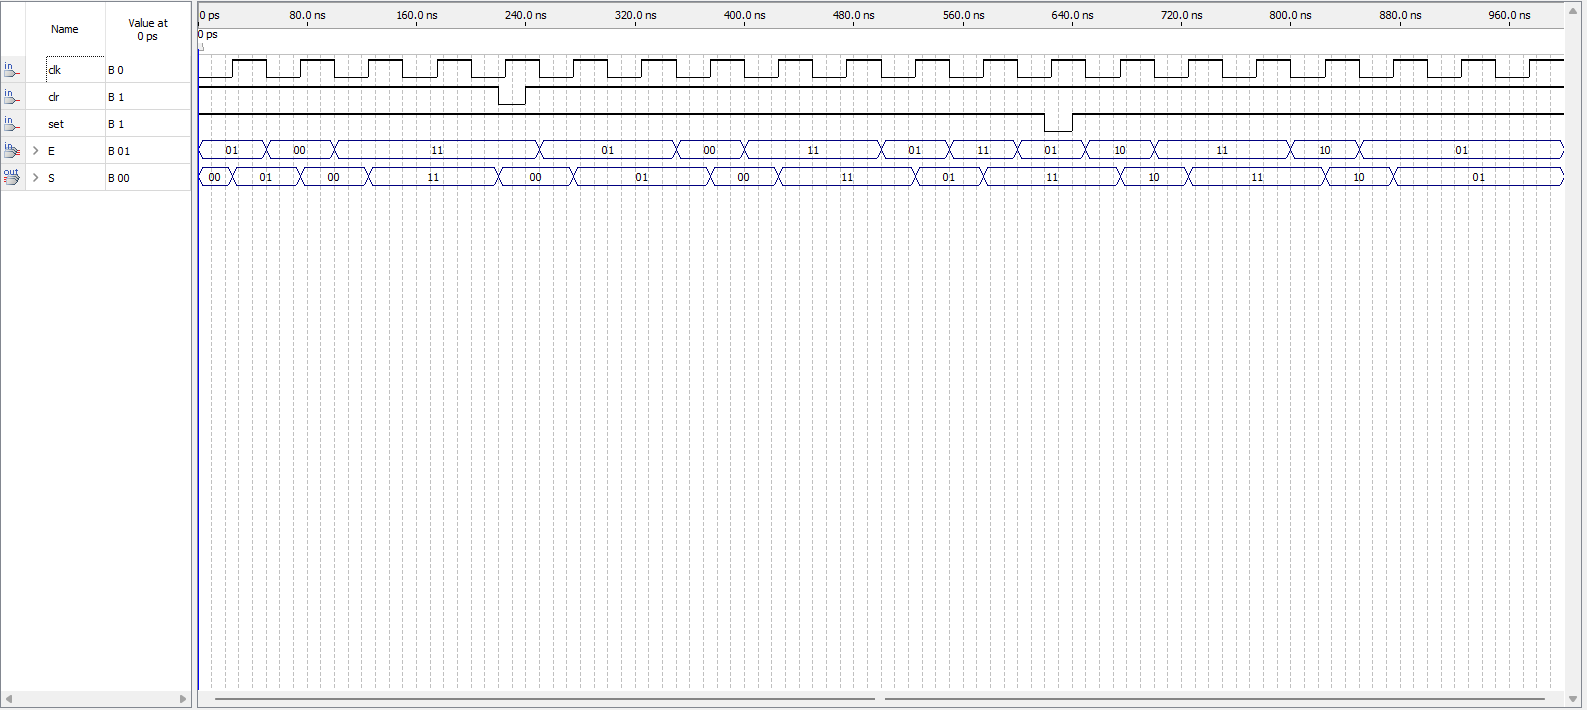 Name
Value at
0 ps
0 ps 80.0 ns 160.0 ns 240.0 ns 320.0 ns 400.0 ns 480.0 ns 560.0 ns 640.0 ns 720.0 ns 800.0 ns 880.0 ns 960.0 ns
0 ps
in clk B 0
in clr B 1
in set B 1
in E B 01 01 00 11 01 00 11 01 11 01 10 11 10 01
out S B 00 00 01 00 11 00 01 00 11 01 11 10 11 10 01